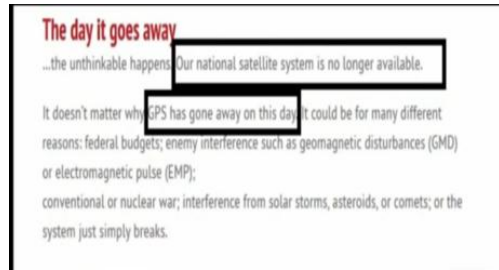 The day it goes away
...the unthinkable happens. Our national satellite system is no longer available.
It doesn't matter why GPS has gone away on this day. It could be for many different
reasons: federal budgets; enemy interference such as geomagnetic disturbances (GMD)
or electromagnetic pulse (EMP);
conventional or nuclear war; interference from solar storms, asteroids, or comets; or the
system just simply breaks.